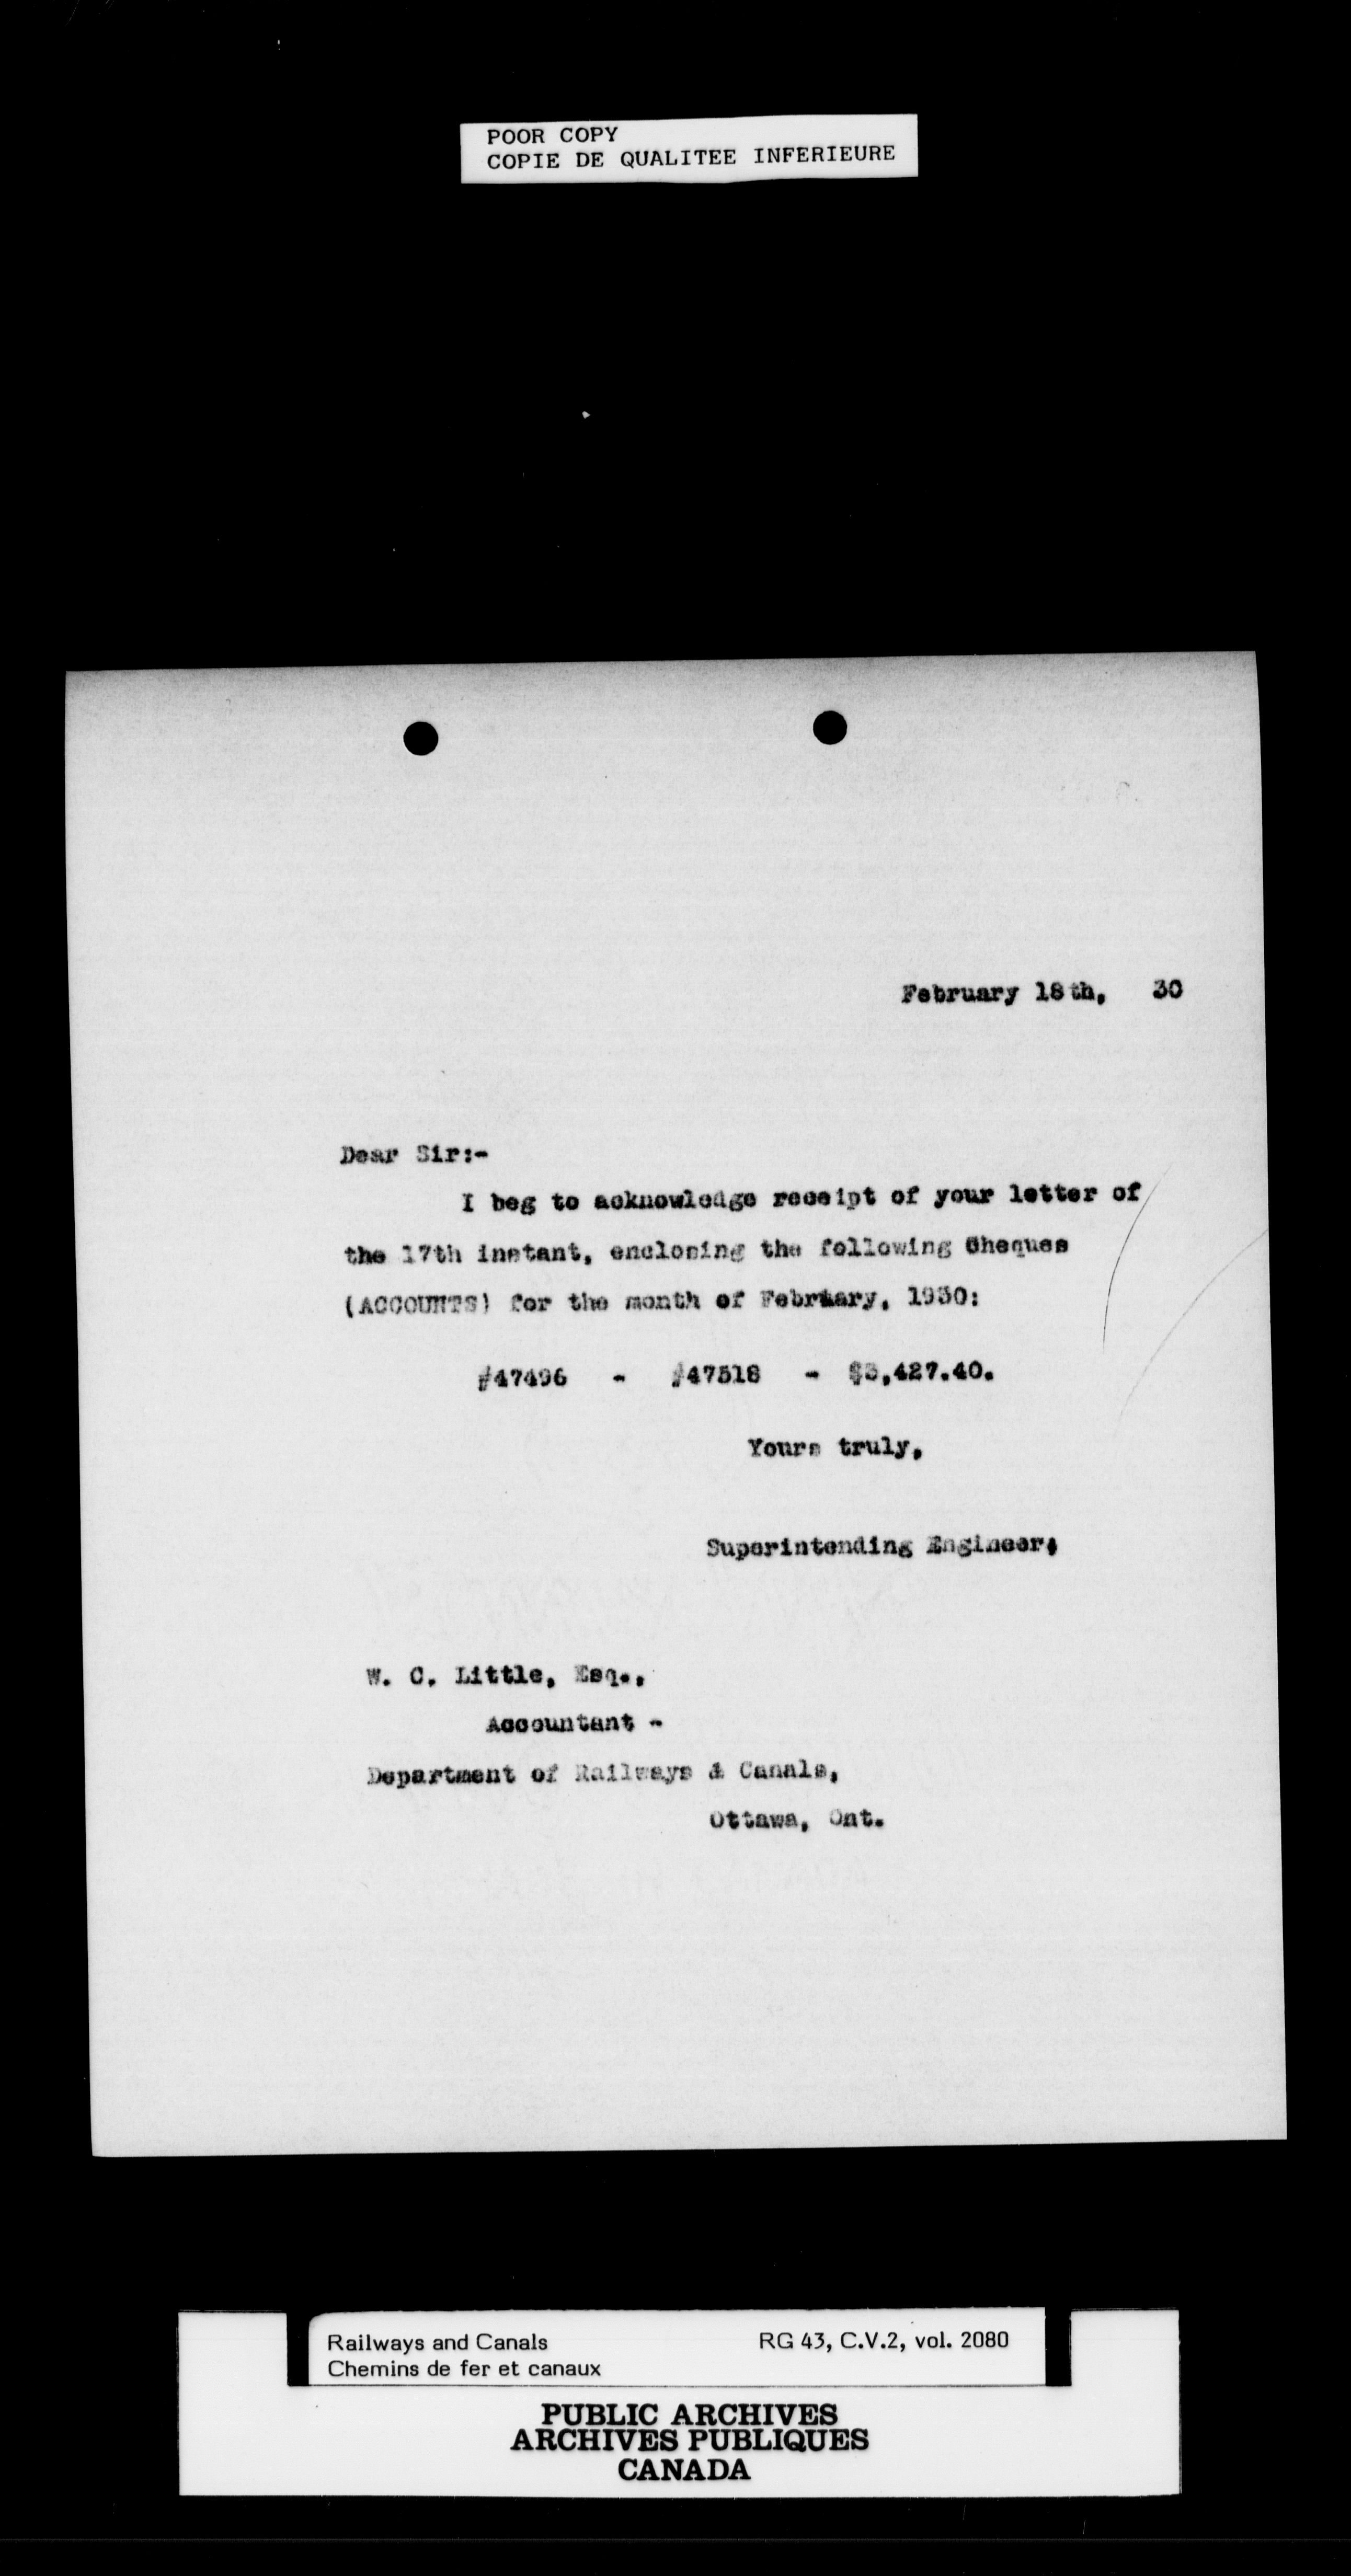 POOR COPY
COPIE DE QUALITEE INFERIEURE
February 18th, 30
Dear Sir:-
I beg to acknowledge receipt of your letter of
the 17th instant, enclosing the following Cheques
(ACCOUNTS) for the month of February, 1930:
#47496 - #47518 - $3,427.40.
Yours truly,
Superintending Engineer.
W. C. Little, Esq.,
Accountant -
Department of Railways & Canals,
Ottawa, Ont.
Railways and Canals RG 43, C.V.2, vol. 2080
Chemins de fer et canaux
PUBLIC ARCHIVES
ARCHIVES PUBLIQUES
CANADA